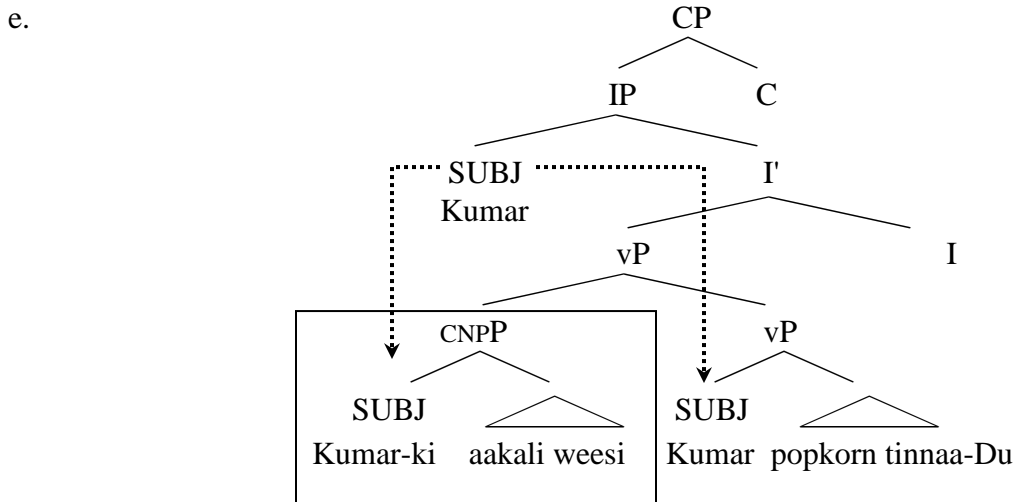 e.
CP
IP C
SUBJ I'
Kumar
vP I
CNPP vP
SUBJ SUBJ
Kumar-ki aakali weesi Kumar popkorn tinnaa-Du